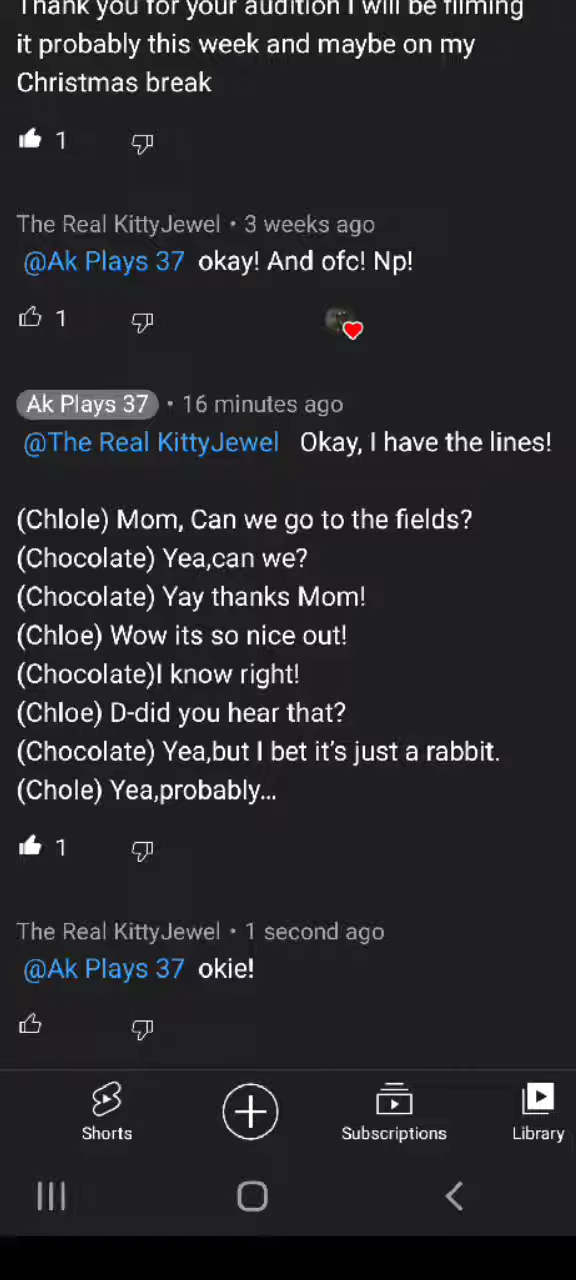 Thank you for your audition I will be filming
it probably this week and maybe on my
Christmas break
1
The Real KittyJewel • 3 weeks ago
@Ak Plays 37 okay! And ofc! Np!
1
Ak Plays 37 • 16 minutes ago
@The Real KittyJewel Okay, I have the lines!
(Chlole) Mom, Can we go to the fields?
(Chocolate) Yea,can we?
(Chocolate) Yay thanks Mom!
(Chloe) Wow its so nice out!
(Chocolate)I know right!
(Chloe) D-did you hear that?
(Chocolate) Yea,but I bet it's just a rabbit.
(Chole) Yea,probably...
1
The Real KittyJewel • 1 second ago
@Ak Plays 37 okie!
Shorts
Subscriptions
Library